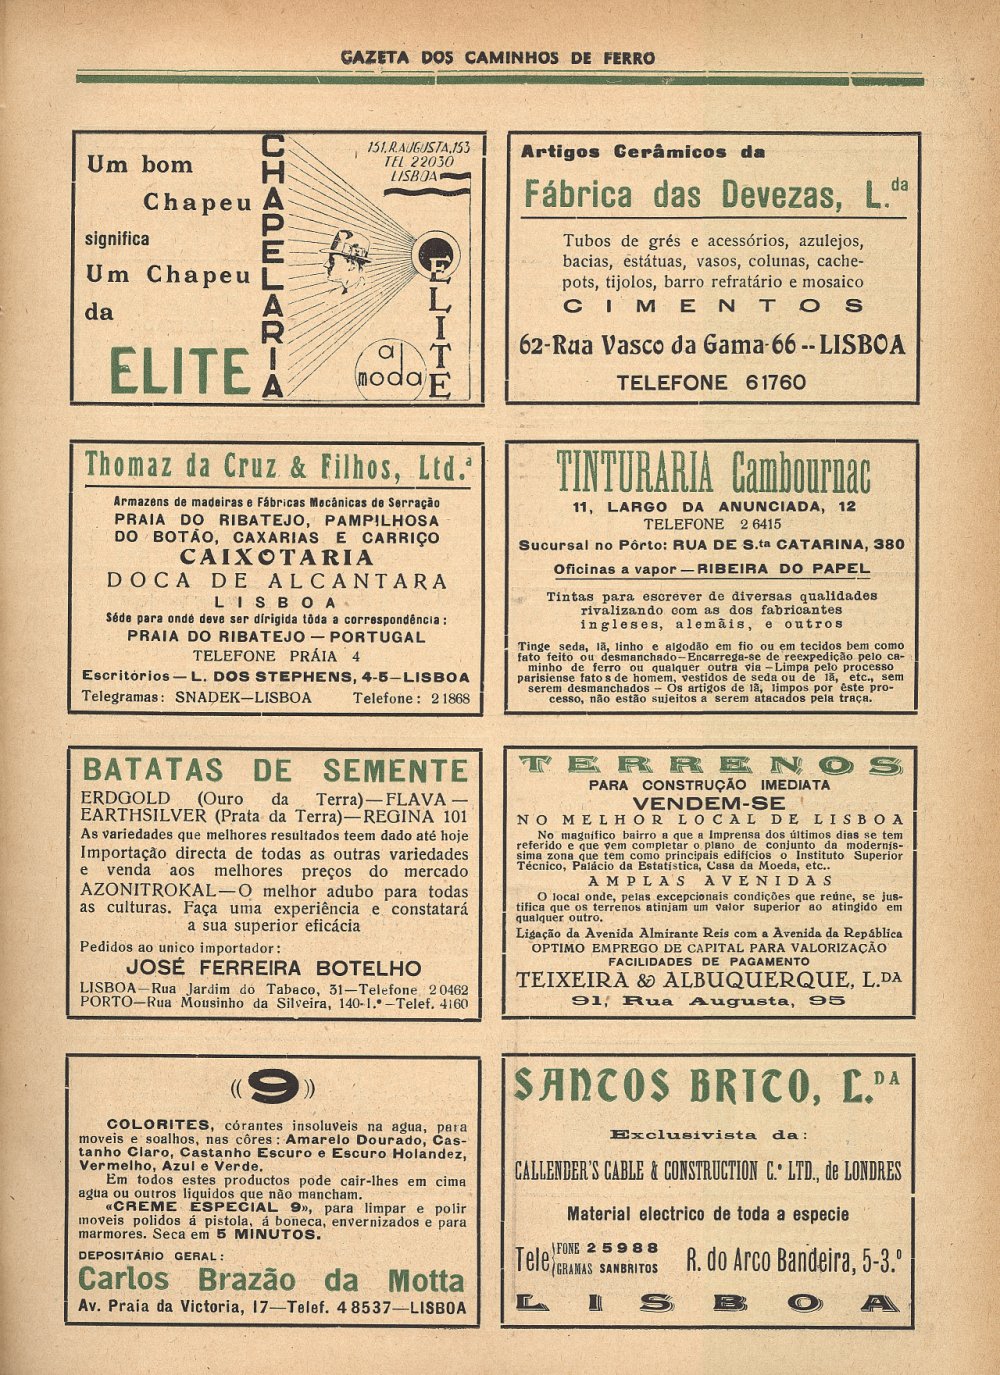 GAZETA DOS CAMINHOS DE FERRO
Um bom
Chapeu
significa
Um Chapeu
da
ELITE
CHAPELARIA
151, R. AUGUSTA, 153
TEL 22030
LISBOA
ELITE
a moda
Artigos Cerâmicos da
Fábrica das Devezas, L.da
Tubos de grés e acessórios, azulejos,
bacias, estátuas, vasos, colunas, cache-
pots, tijolos, barro refratário e mosaico
CIMENTOS
62-Rua Vasco da Gama-66 -- LISBOA
TELEFONE 61760
Thomaz da Cruz & Filhos, Ltd.ª
Armazens de madeiras e Fábricas Mecânicas de Serração
PRAIA DO RIBATEJO, PAMPILHOSA
DO BOTÃO, CAXARIAS E CARRIÇO
CAIXOTARIA
DOCA DE ALCANTARA
LISBOA
Séde para onde deve ser dirigida tôda a correspondência:
PRAIA DO RIBATEJO — PORTUGAL
TELEFONE PRÁIA 4
Escritórios — L. DOS STEPHENS, 4-5 — LISBOA
Telegramas: SNADEK—LISBOA Telefone: 2 1868
TINTURARIA Cambournac
11, LARGO DA ANUNCIADA, 12
TELEFONE 2 6415
Sucursal no Pôrto: RUA DE S.ta CATARINA, 380
Oficinas a vapor — RIBEIRA DO PAPEL
Tintas para escrever de diversas qualidades
rivalizando com as dos fabricantes
ingleses, alemãis, e outros
Tinge seda, lã, linho e algodão em fio ou em tecidos bem como
fato feito ou desmanchado—Encarrega-se de reexpedição pelo ca-
minho de ferro ou qualquer outra via — Limpa pelo processo
parisiense fatos de homem, vestidos de seda ou de lã, etc., sem
serem desmanchados — Os artigos de lã, limpos por êste pro-
cesso, não estão sujeitos a serem atacados pela traça.
BATATAS DE SEMENTE
ERDGOLD (Ouro da Terra)—FLAVA—
EARTHSILVER (Prata da Terra)—REGINA 101
As variedades que melhores resultados teem dado até hoje
Importação directa de todas as outras variedades
e venda aos melhores preços do mercado
AZONITROKAL—O melhor adubo para todas
as culturas. Faça uma experiência e constatará
a sua superior eficácia
Pedidos ao unico importador:
JOSÉ FERREIRA BOTELHO
LISBOA—Rua Jardim do Tabaco, 31—Telefone 2 0462
PORTO—Rua Mousinho da Silveira, 140-1.º - Telef. 4160
TERRENOS
PARA CONSTRUÇÃO IMEDIATA
VENDEM-SE
NO MELHOR LOCAL DE LISBOA
No magnífico bairro a que a Imprensa dos últimos dias se tem
referido e que vem completar o plano de conjunto da modernís-
sima zona que tem como principais edifícios o Instituto Superior
Técnico, Palácio da Estatística, Casa da Moeda, etc..
AMPLAS AVENIDAS
O local onde, pelas excepcionais condições que reúne, se jus-
tifica que os terrenos atinjam um valor superior ao atingido em
qualquer outro.
Ligação da Avenida Almirante Reis com a Avenida da República
OPTIMO EMPREGO DE CAPITAL PARA VALORIZAÇÃO
FACILIDADES DE PAGAMENTO
TEIXEIRA & ALBUQUERQUE, L.DA
91, Rua Augusta, 95
«9»
COLORITES, córantes insoluveis na agua, para
moveis e soalhos, nas côres: Amarelo Dourado, Cas-
tanho Claro, Castanho Escuro e Escuro Holandez,
Vermelho, Azul e Verde.
Em todos estes productos pode cair-lhes em cima
agua ou outros liquidos que não mancham.
«CREME ESPECIAL 9», para limpar e polir
moveis polidos á pistola, á boneca, envernizados e para
marmores. Seca em 5 MINUTOS.
DEPOSITÁRIO GERAL:
Carlos Brazão da Motta
Av. Praia da Victoria, 17—Telef. 4 8537—LISBOA
SANTOS BRITO, L.DA
Exclusivista da:
CALLENDER'S CABLE & CONSTRUCTION C.º LTD., de LONDRES
Material electrico de toda a especie
Tele{FONE 25988
GRAMAS SANBRITOS
R. do Arco Bandeira, 5-3.º
LISBOA